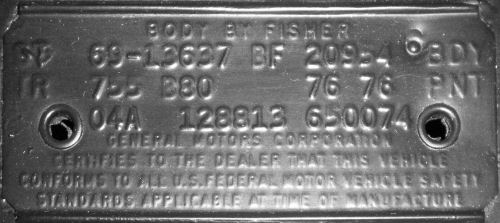 BODY BY FISHER
ST 69-13637 BF 209546 BDY
TR 755 B80 76 76 PNT
04A 128813 650074
GENERAL MOTORS CORPORATION
CERTIFIES TO THE DEALER THAT THIS VEHICLE
CONFORMS TO ALL U.S. FEDERAL MOTOR VEHICLE SAFETY
STANDARDS APPLICABLE AT TIME OF MANUFACTURE